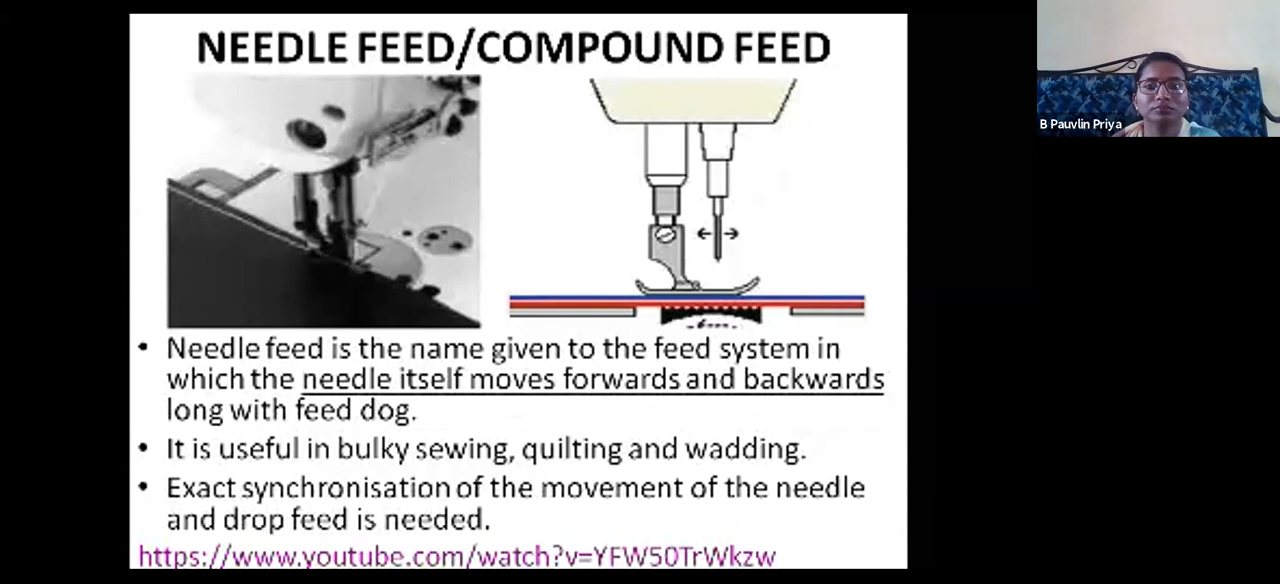 NEEDLE FEED/COMPOUND FEED
• Needle feed is the name given to the feed system in
which the needle itself moves forwards and backwards
long with feed dog.
• It is useful in bulky sewing, quilting and wadding.
• Exact synchronisation of the movement of the needle
and drop feed is needed.
https://www.youtube.com/watch?v=YFW50TrWkzw
B Pauvlin Priya